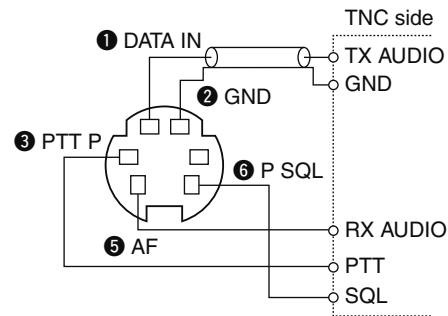 TNC side
❶ DATA IN
TX AUDIO
❷ GND
GND
❸ PTT P
❻ P SQL
❺ AF
RX AUDIO
PTT
SQL